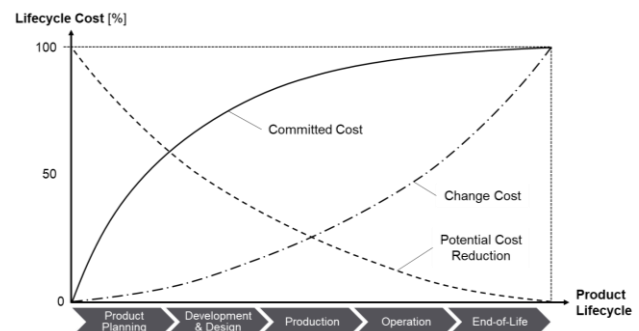 Lifecycle Cost [%]
100
Committed Cost
50
Change Cost
Potential Cost
Reduction
0
Product
Lifecycle
Product
Planning
Development
& Design
Production
Operation
End-of-Life